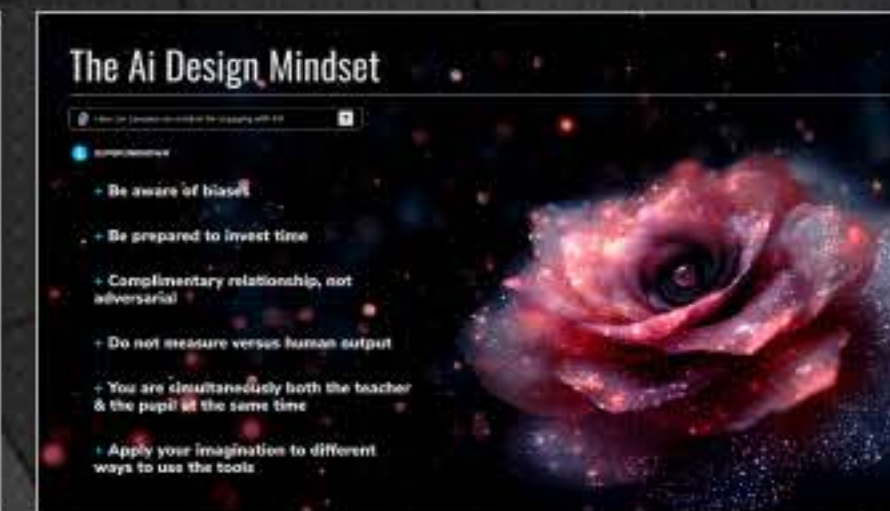 The Ai Design Mindset
+ Be aware of biases
+ Be prepared to invest time
+ Complimentary relationship, not
adversarial
+ Do not measure versus human output
+ You are simultaneously both the teacher
& the pupil at the same time
+ Apply your imagination to different
ways to use the tools